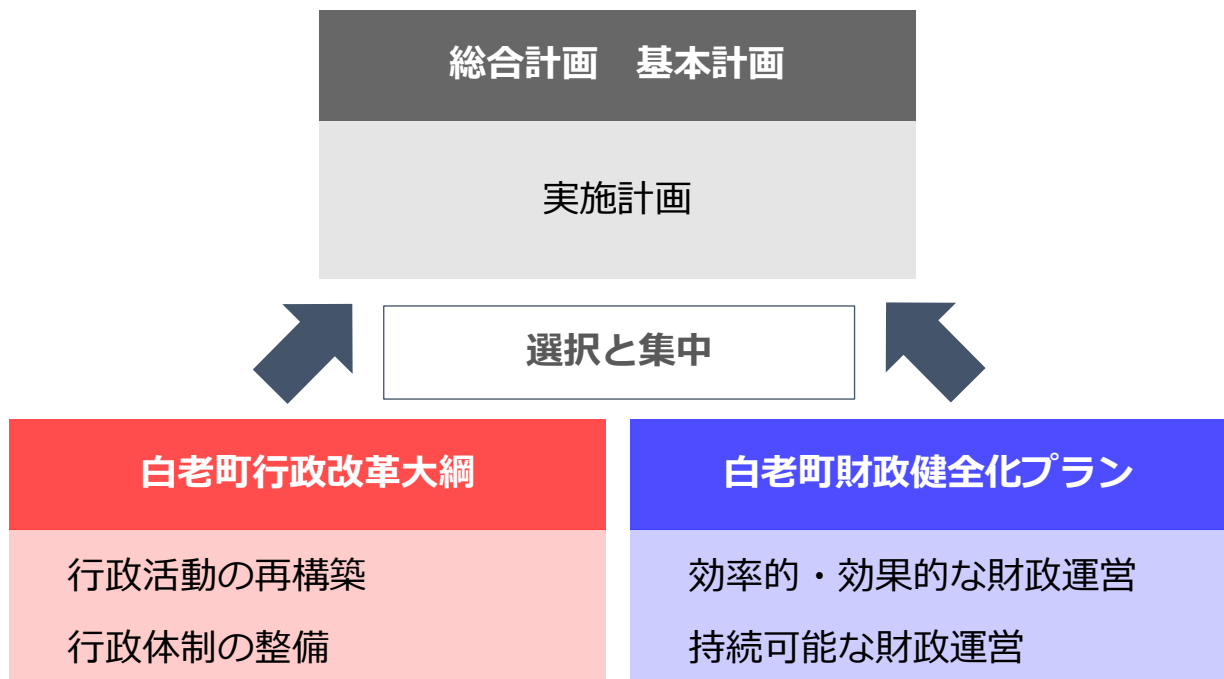 総合計画　基本計画
実施計画
選択と集中
白老町行政改革大綱
行政活動の再構築
行政体制の整備
白老町財政健全化プラン
効率的・効果的な財政運営
持続可能な財政運営